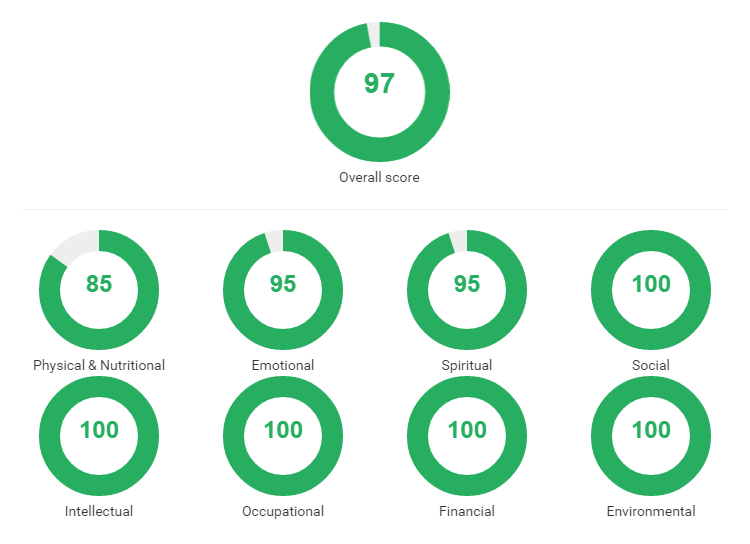 97
Overall score
85
95
95
100
Physical & Nutritional
Emotional
Spiritual
Social
100
100
100
100
Intellectual
Occupational
Financial
Environmental